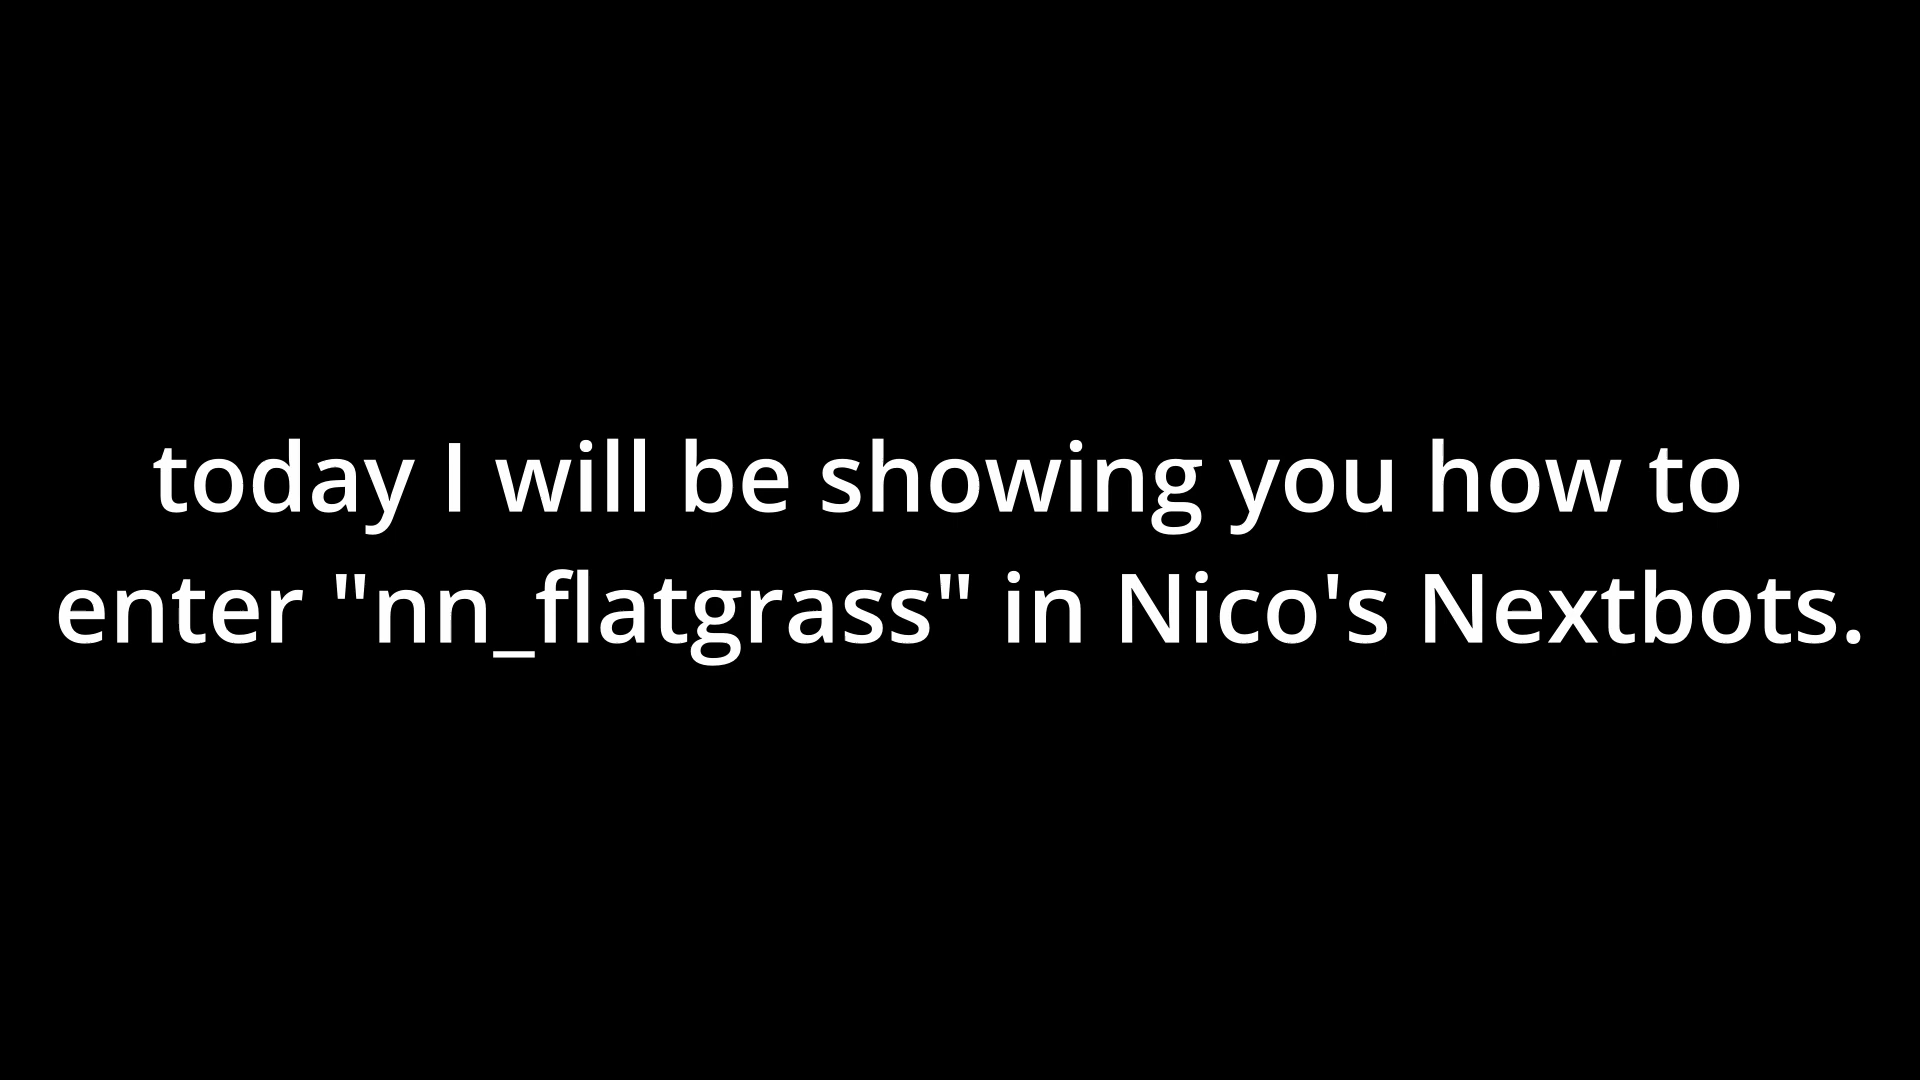 today I will be showing you how to
enter "nn_flatgrass" in Nico's Nextbots.